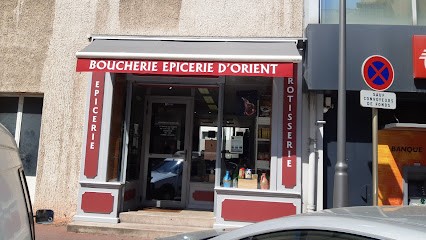 BOUCHERIE EPICERIE D'ORIENT
EPICERIE
ROTISSERIE
SAUF
CONVOYEURS
DE FONDS
BANQUE